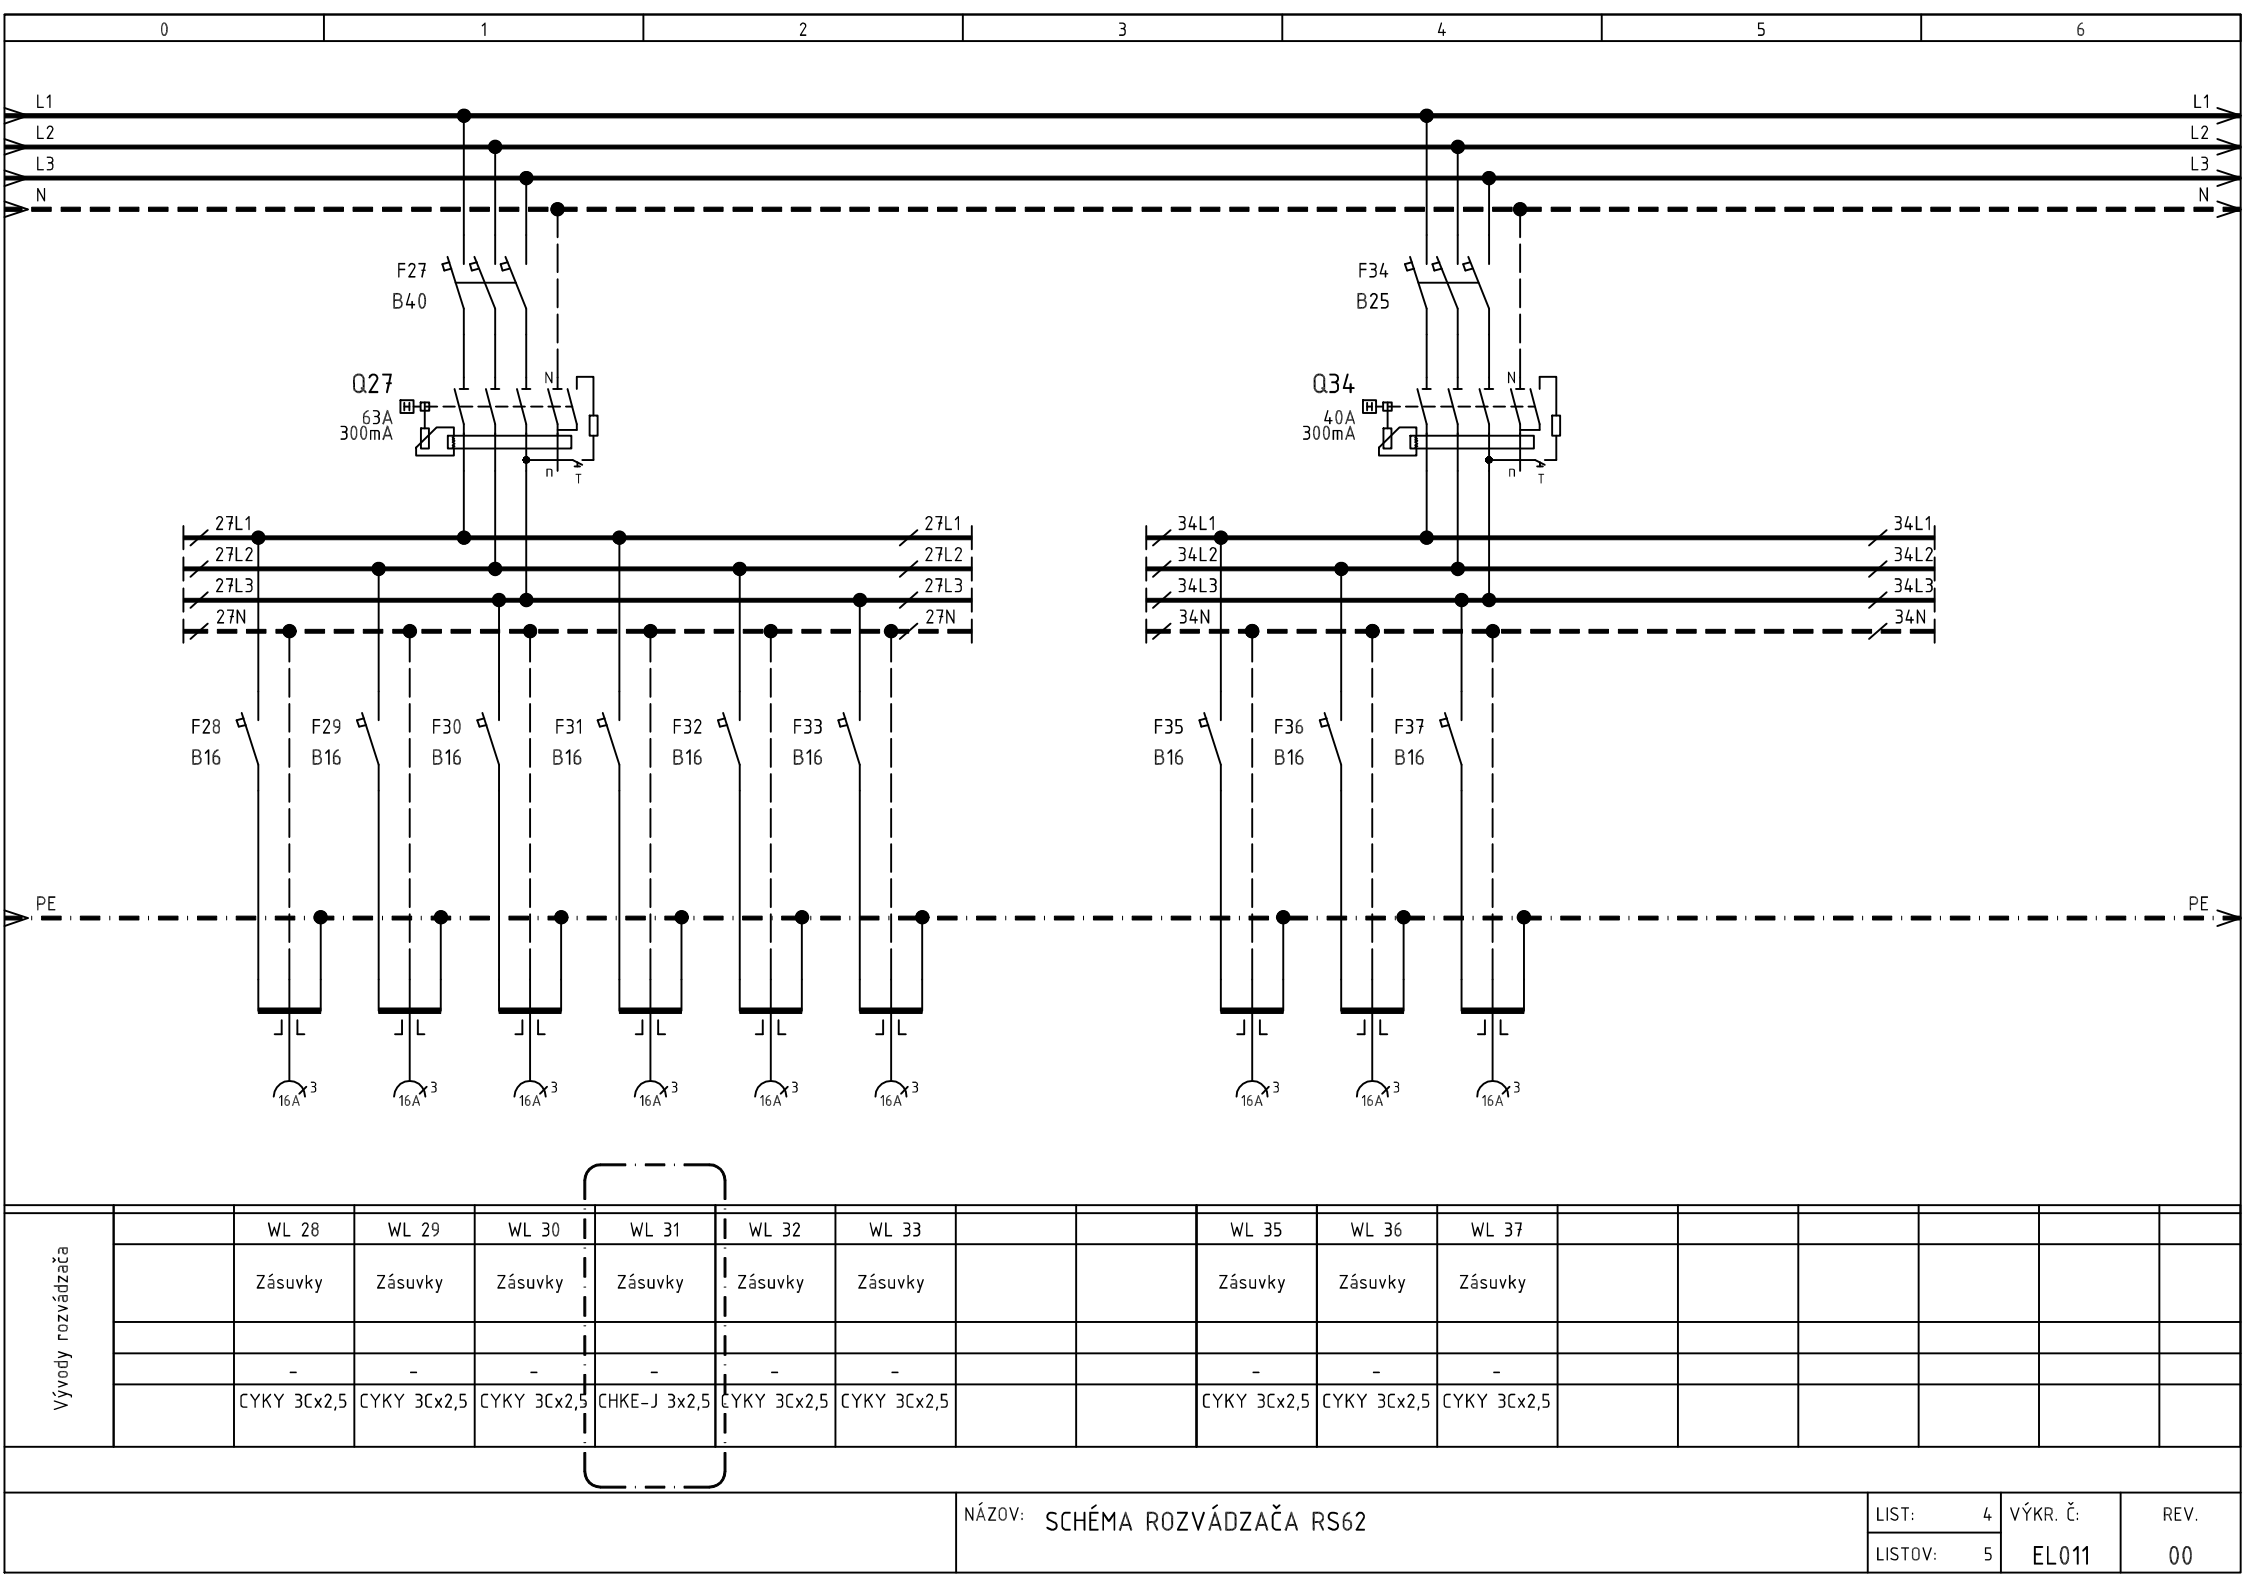 0 1 2 3 4 5 6
L1 L1
L2 L2
L3 L3
N N
F27 F34
B40 B25
Q27 N Q34 N
63A 40A
300mA 300mA
n T n T
27L1 27L1 34L1 34L1
27L2 27L2 34L2 34L2
27L3 27L3 34L3 34L3
27N 27N 34N 34N
F28 F29 F30 F31 F32 F33 F35 F36 F37
B16 B16 B16 B16 B16 B16 B16 B16 B16
PE PE
3 3 3 3 3 3 3 3 3
16A 16A 16A 16A 16A 16A 16A 16A 16A
Vývody rozvádzača
WL 28 WL 29 WL 30 WL 31 WL 32 WL 33 WL 35 WL 36 WL 37
Zásuvky Zásuvky Zásuvky Zásuvky Zásuvky Zásuvky Zásuvky Zásuvky Zásuvky
- - - - - - - - -
CYKY 3Cx2,5 CYKY 3Cx2,5 CYKY 3Cx2,5 CHKE-J 3x2,5 CYKY 3Cx2,5 CYKY 3Cx2,5 CYKY 3Cx2,5 CYKY 3Cx2,5 CYKY 3Cx2,5
NÁZOV: SCHÉMA ROZVÁDZAČA RS62
LIST: 4 VÝKR. Č: REV.
LISTOV: 5 EL011 00